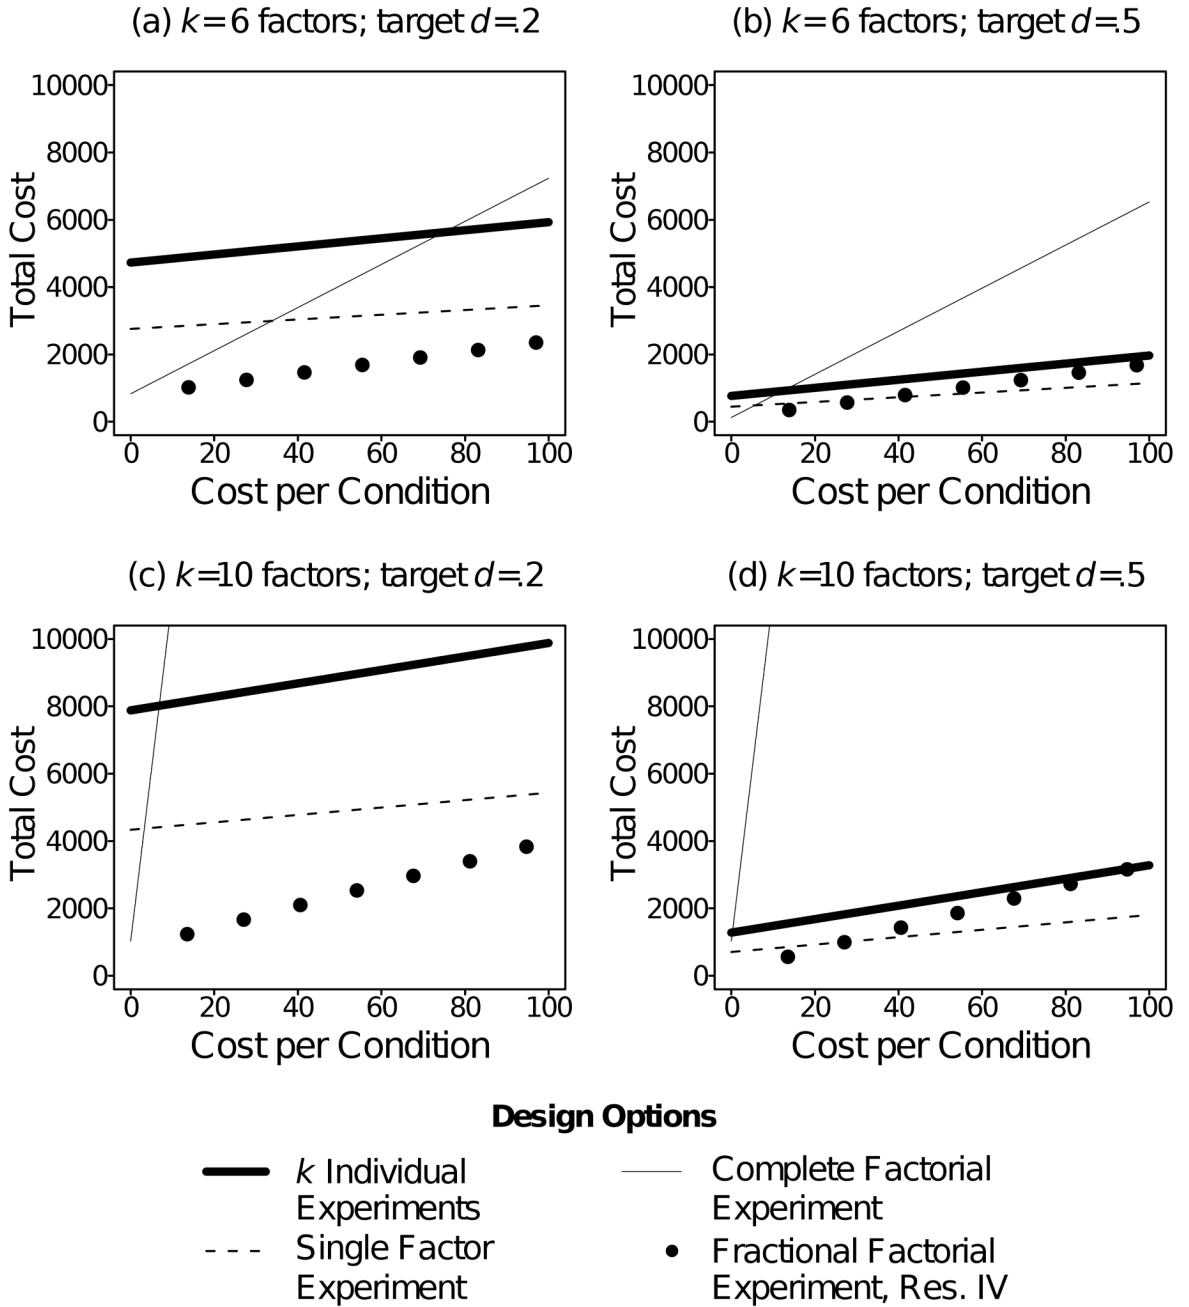 (a) k=6 factors; target d=.2
(b) k=6 factors; target d=.5
10000
8000
6000
4000
2000
0
Total Cost
0 20 40 60 80 100
Cost per Condition
10000
8000
6000
4000
2000
0
Total Cost
0 20 40 60 80 100
Cost per Condition
(c) k=10 factors; target d=.2
(d) k=10 factors; target d=.5
10000
8000
6000
4000
2000
0
Total Cost
0 20 40 60 80 100
Cost per Condition
10000
8000
6000
4000
2000
0
Total Cost
0 20 40 60 80 100
Cost per Condition
Design Options
k Individual
Experiments
Single Factor
Experiment
Complete Factorial
Experiment
Fractional Factorial
Experiment, Res. IV